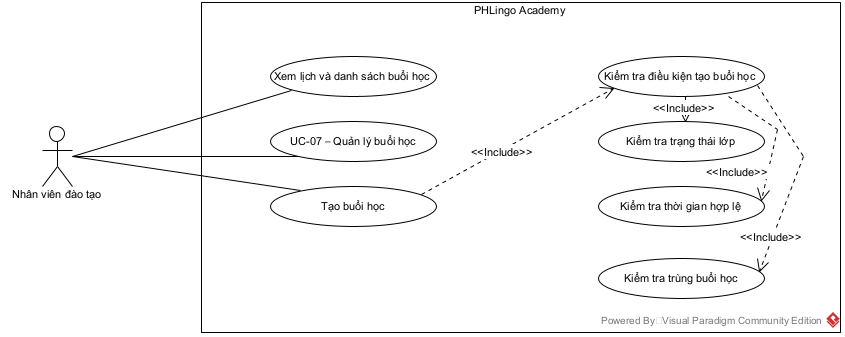 PHLingo Academy
Xem lịch và danh sách buổi học
Kiểm tra điều kiện tạo buổi học
<<Include>>
UC-07 – Quản lý buổi học
Kiểm tra trạng thái lớp
<<Include>>
<<Include>>
Nhân viên đào tạo
Tạo buổi học
Kiểm tra thời gian hợp lệ
<<Include>>
Kiểm tra trùng buổi học
Powered By□Visual Paradigm Community Edition